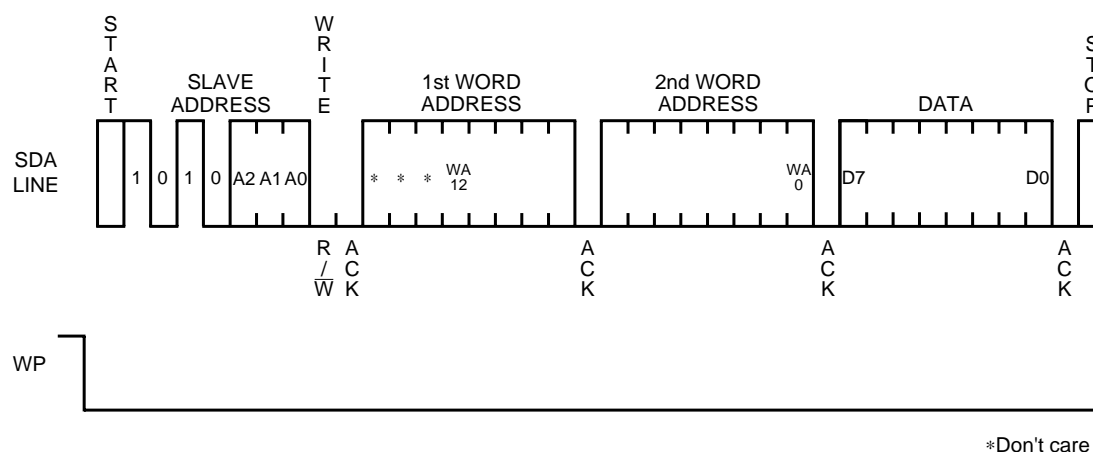 START
WRITE
STOP
SLAVE
ADDRESS
1st WORD
ADDRESS
2nd WORD
ADDRESS
DATA
SDA
LINE
1 0 1 0 A2 A1 A0
* * * WA
12
WA
0
D7 D0
R/W
ACK
ACK
ACK
ACK
WP
*Don't care